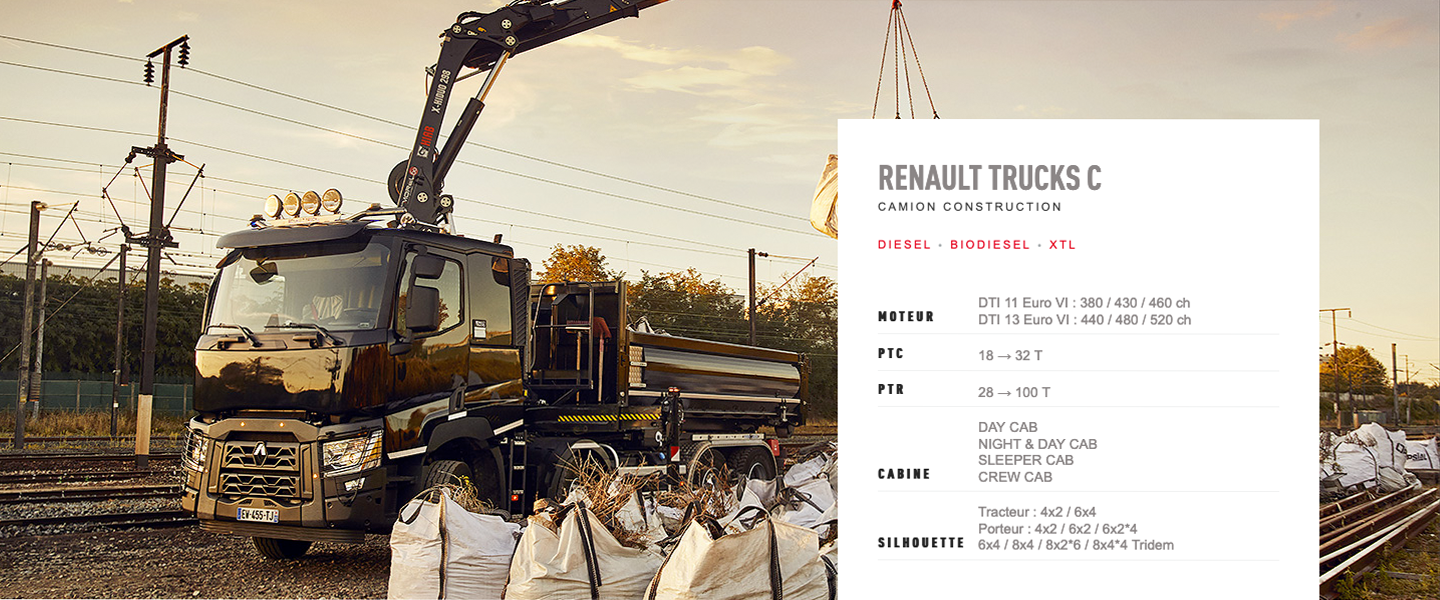 X-HIDUO 298
HIAB
EW-455-TJ
RENAULT TRUCKS C
CAMION CONSTRUCTION
DIESEL • BIODIESEL • XTL
MOTEUR
DTI 11 Euro VI : 380 / 430 / 460 ch
DTI 13 Euro VI : 440 / 480 / 520 ch
PTC
18 → 32 T
PTR
28 → 100 T
CABINE
DAY CAB
NIGHT & DAY CAB
SLEEPER CAB
CREW CAB
SILHOUETTE
Tracteur : 4x2 / 6x4
Porteur : 4x2 / 6x2 / 6x2*4
6x4 / 8x4 / 8x2*6 / 8x4*4 Tridem